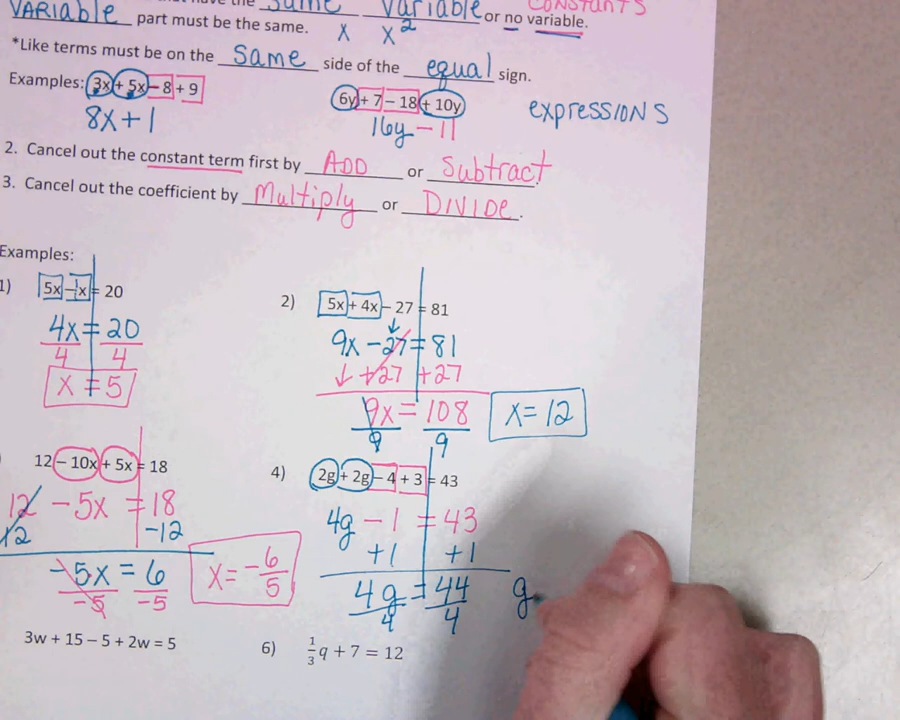 the same variable CONSTANTS
VARIABLE part must be the same. x x² or no variable.
*Like terms must be on the same side of the equal sign.
Examples: 3x + 5x - 8 + 9 6y + 7 - 18 + 10y expressions
8x + 1 16y - 11
2. Cancel out the constant term first by ADD or Subtract.
3. Cancel out the coefficient by Multiply or DIVIDE.
Examples:
1) 5x - 1x = 20
4x = 20
4 4
x = 5
2) 5x + 4x - 27 = 81
9x - 27 = 81
↓ +27 +27
9x = 108
9 9
x = 12
12 - 10x + 5x = 18
12 - 5x = 18
-12 -12
-5x = 6
-5 -5
x = -6/5
4) 2g + 2g - 4 + 3 = 43
4g - 1 = 43
+1 +1
4g = 44
4 4
g
3w + 15 - 5 + 2w = 5
6) 1/3 q + 7 = 12